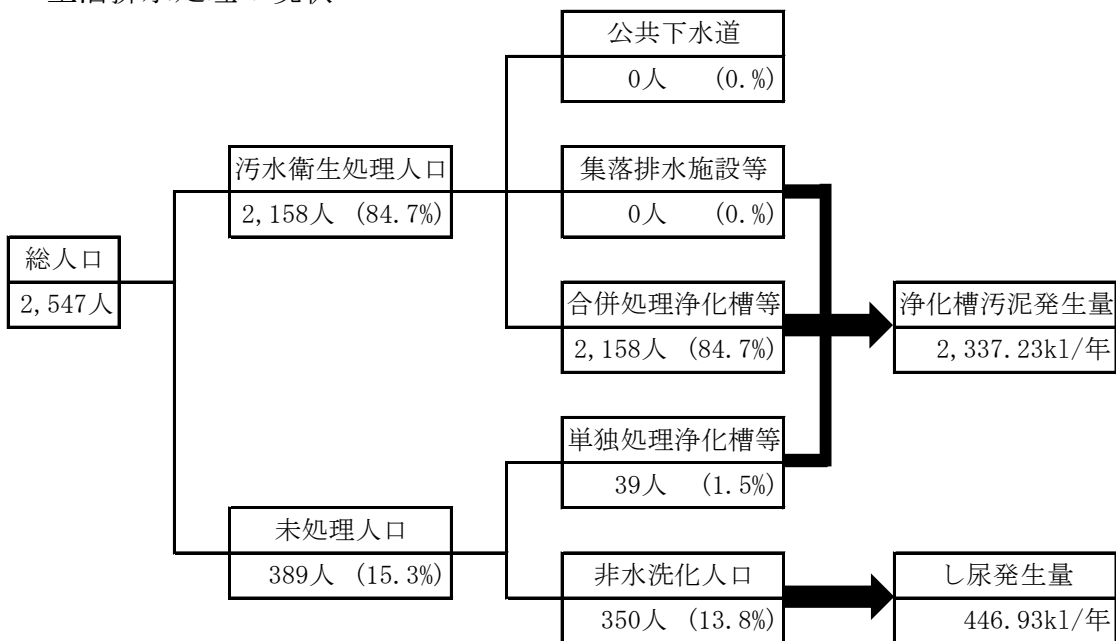 公共下水道
0人 (0.%)
汚水衛生処理人口
2,158人 (84.7%)
集落排水施設等
0人 (0.%)
総人口
2,547人
合併処理浄化槽等
2,158人 (84.7%)
浄化槽汚泥発生量
2,337.23kl/年
単独処理浄化槽等
39人 (1.5%)
未処理人口
389人 (15.3%)
非水洗化人口
350人 (13.8%)
し尿発生量
446.93kl/年